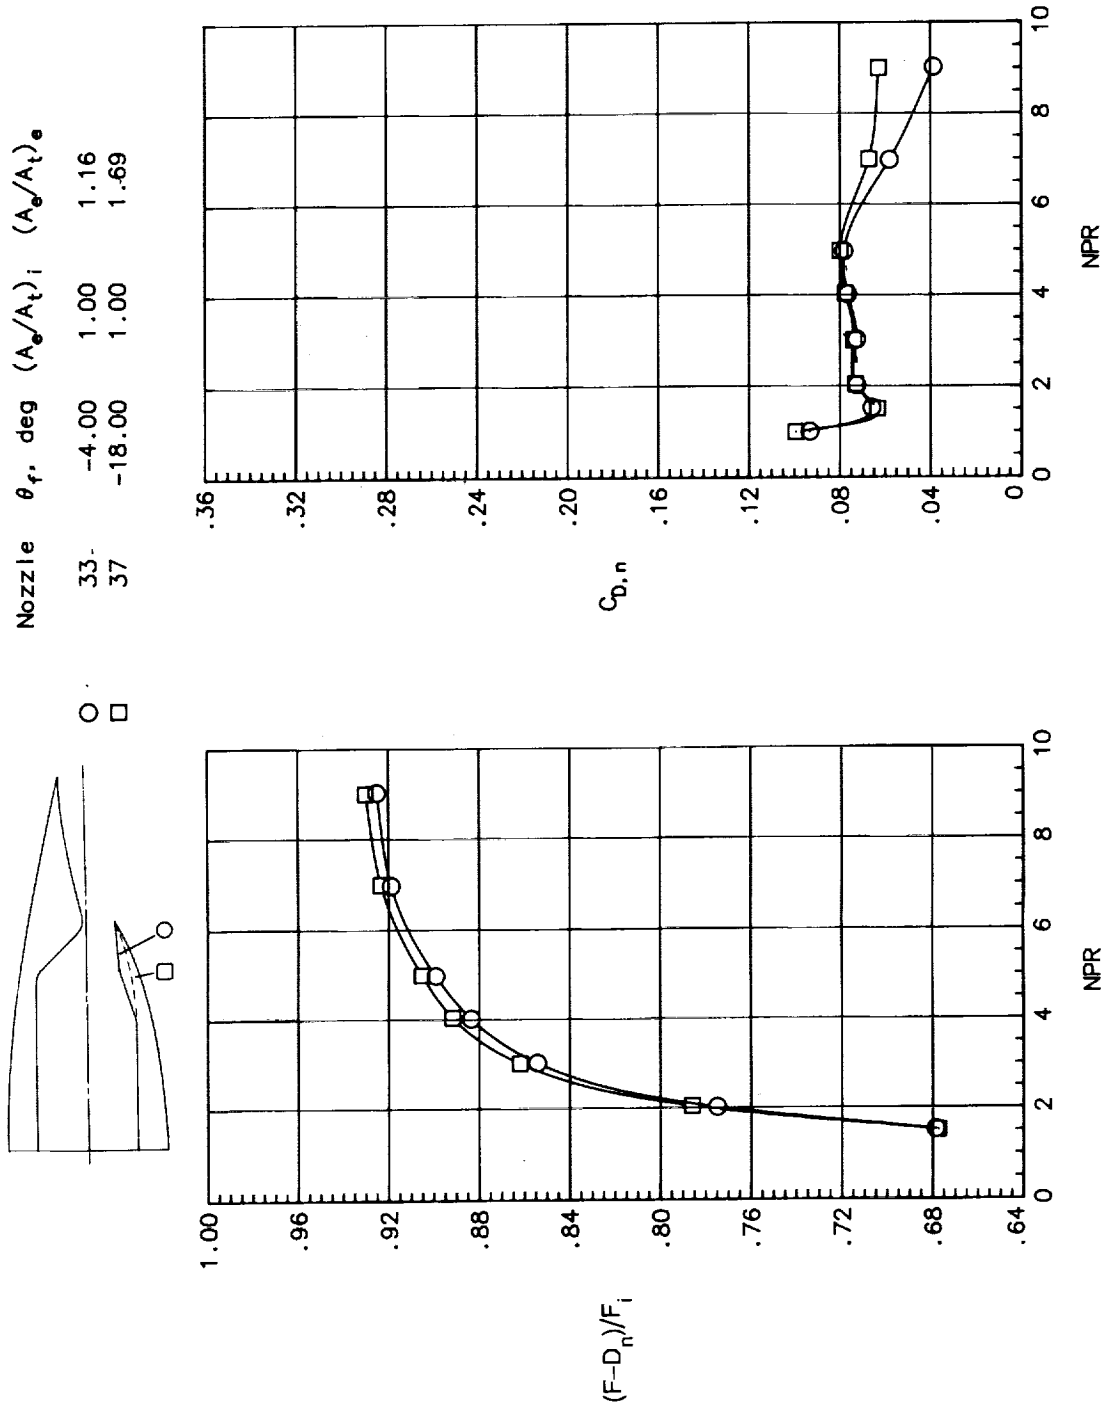 Nozzle θf, deg (Ae/At)i (Ae/At)e
33- -4.00 1.00 1.16
37 -18.00 1.00 1.69
1.00
.96
.92
.88
.84
.80
.76
.72
.68
.64
(F-Dn)/Fi
0 2 4 6 8 10
NPR
.36
.32
.28
.24
.20
.16
.12
.08
.04
0
CD,n
0 2 4 6 8 10
NPR